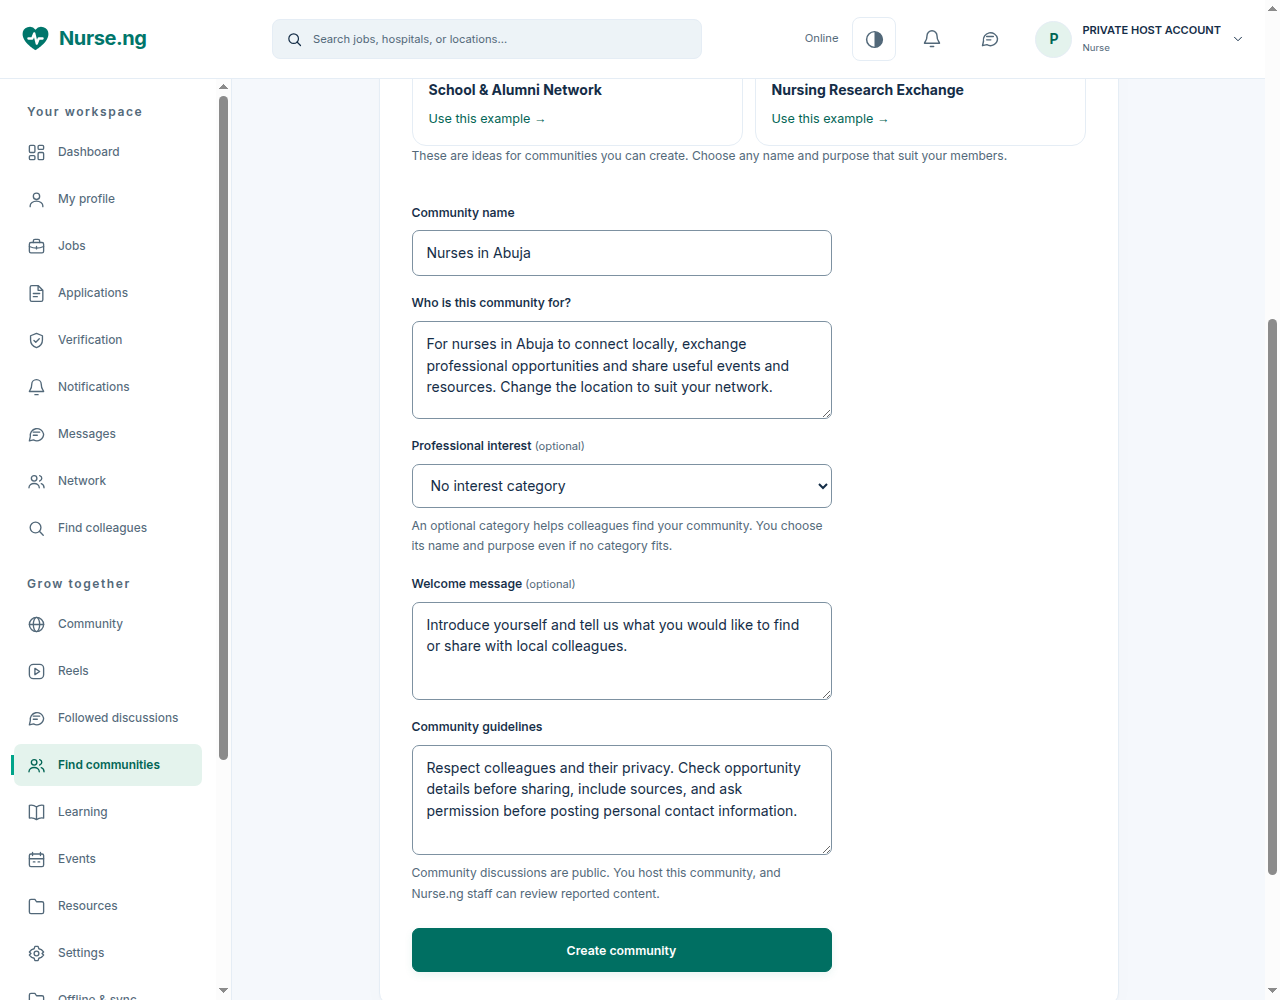 Nurse.ng
Search jobs, hospitals, or locations...
Online
P
PRIVATE HOST ACCOUNT
Nurse
Your workspace
Dashboard
My profile
Jobs
Applications
Verification
Notifications
Messages
Network
Find colleagues
Grow together
Community
Reels
Followed discussions
Find communities
Learning
Events
Resources
Settings
Offline & sync
School & Alumni Network
Use this example →
Nursing Research Exchange
Use this example →
These are ideas for communities you can create. Choose any name and purpose that suit your members.
Community name
Nurses in Abuja
Who is this community for?
For nurses in Abuja to connect locally, exchange
professional opportunities and share useful events and
resources. Change the location to suit your network.
Professional interest (optional)
No interest category
An optional category helps colleagues find your community. You choose
its name and purpose even if no category fits.
Welcome message (optional)
Introduce yourself and tell us what you would like to find
or share with local colleagues.
Community guidelines
Respect colleagues and their privacy. Check opportunity
details before sharing, include sources, and ask
permission before posting personal contact information.
Community discussions are public. You host this community, and
Nurse.ng staff can review reported content.
Create community